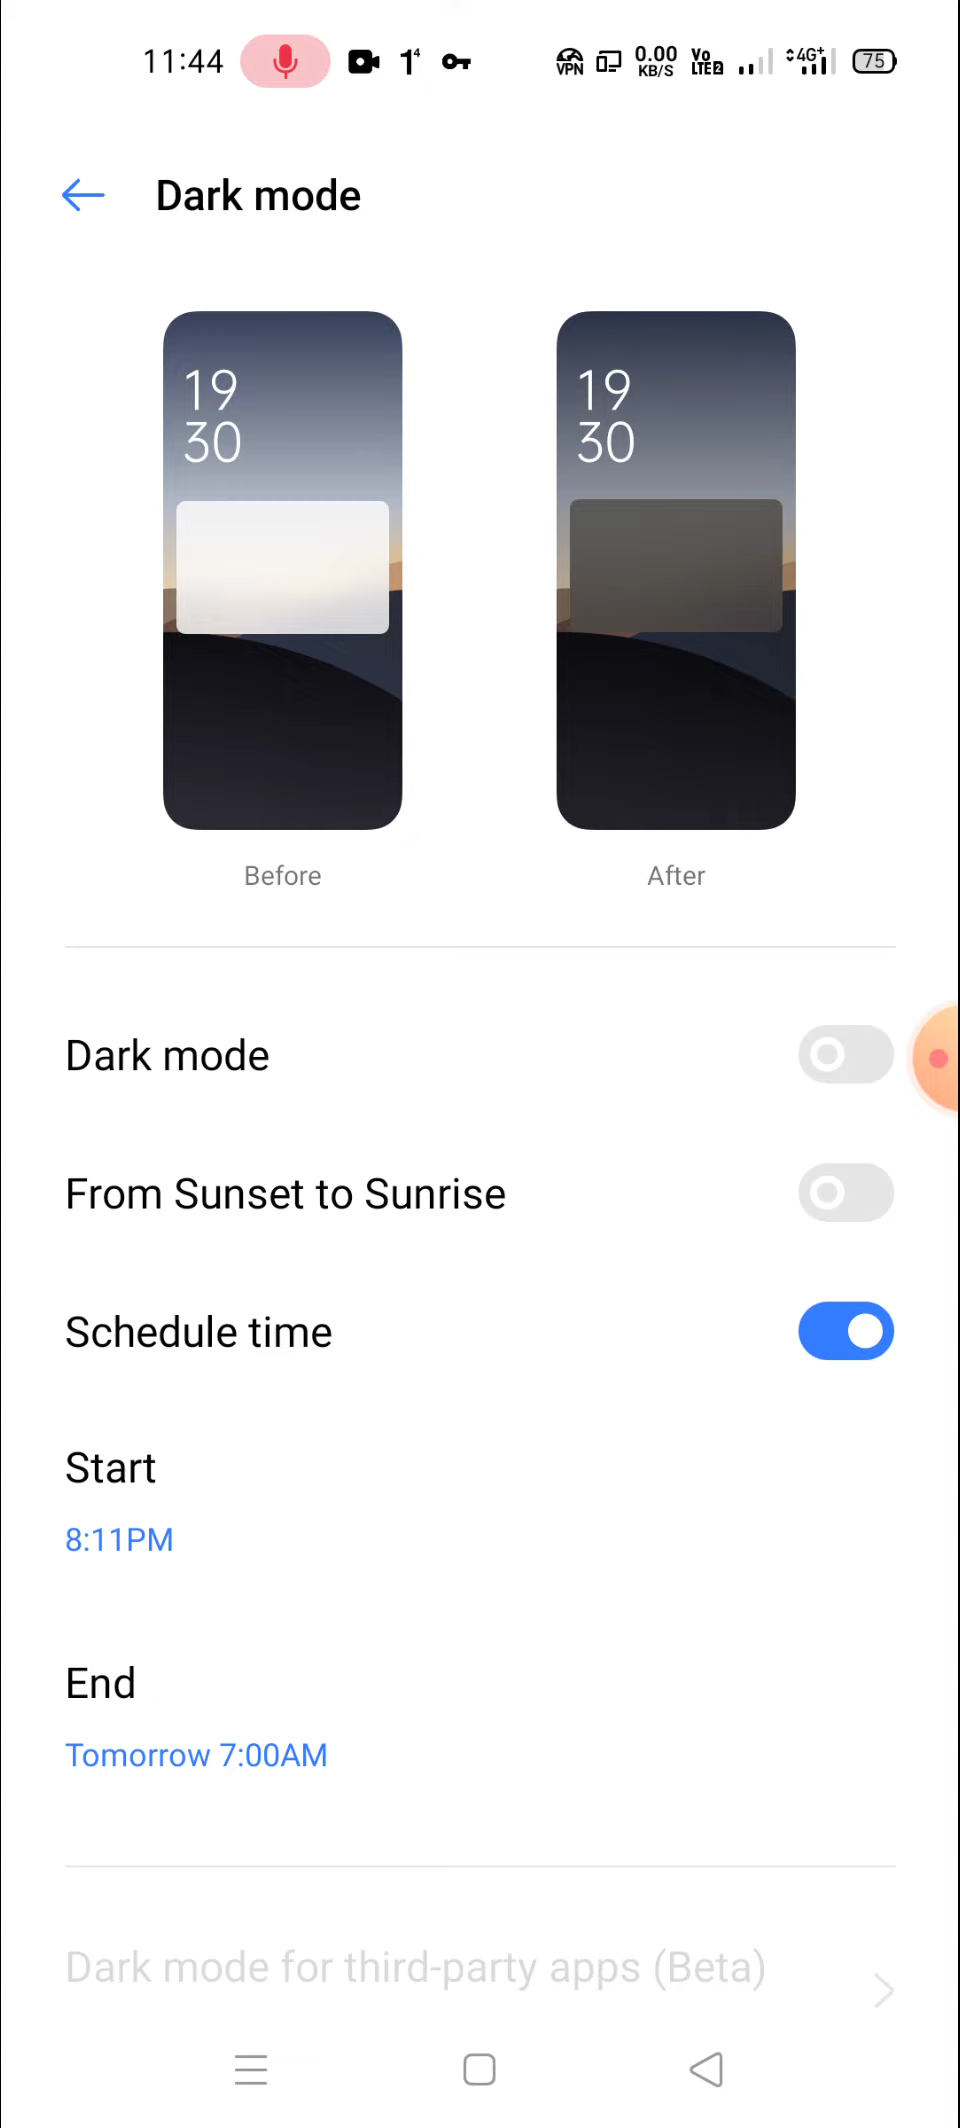 11:44 1⁴ VPN 0.00 KB/S Vo LTE2 4G+ 75
Dark mode
19
30
19
30
Before
After
Dark mode
From Sunset to Sunrise
Schedule time
Start
8:11PM
End
Tomorrow 7:00AM
Dark mode for third-party apps (Beta)